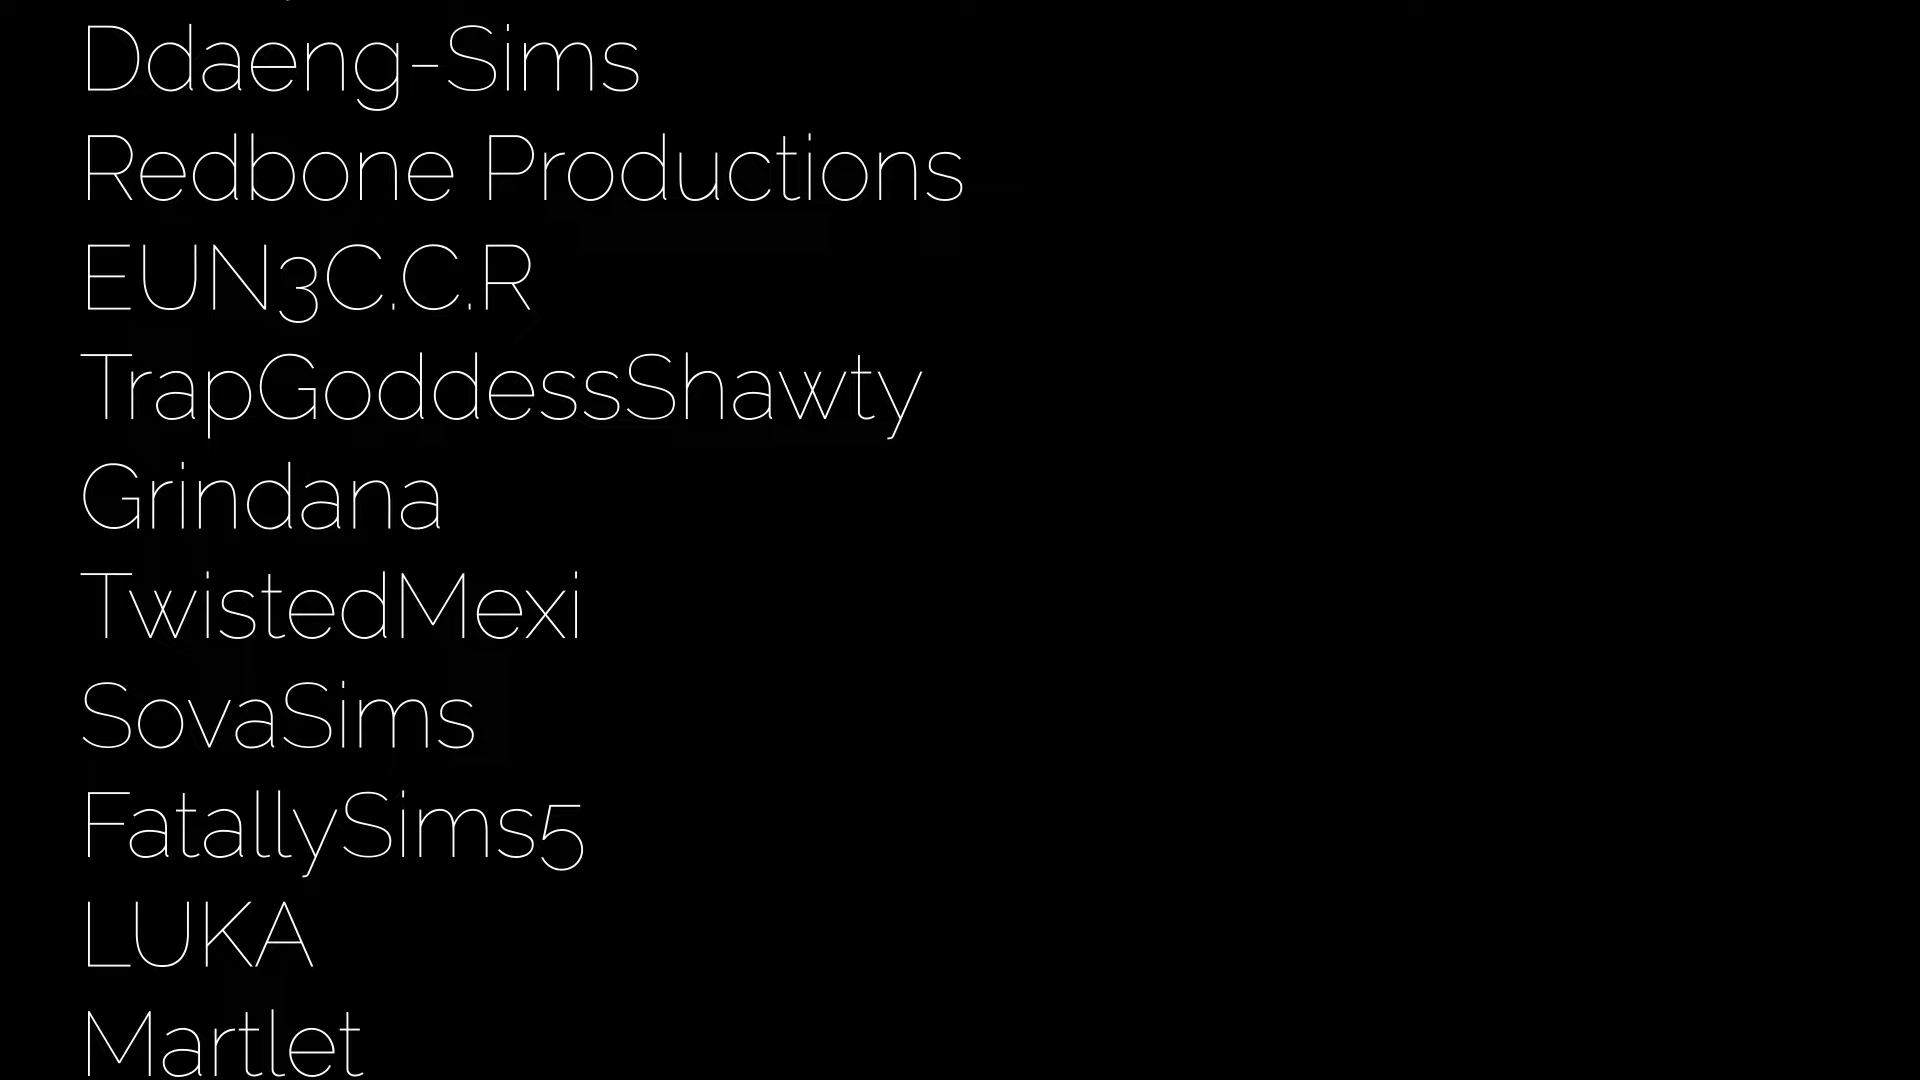 Ddaeng-Sims
Redbone Productions
EUN3C.C.R
TrapGoddessShawty
Grindana
TwistedMexi
SovaSims
FatallySims5
LUKA
Martlet